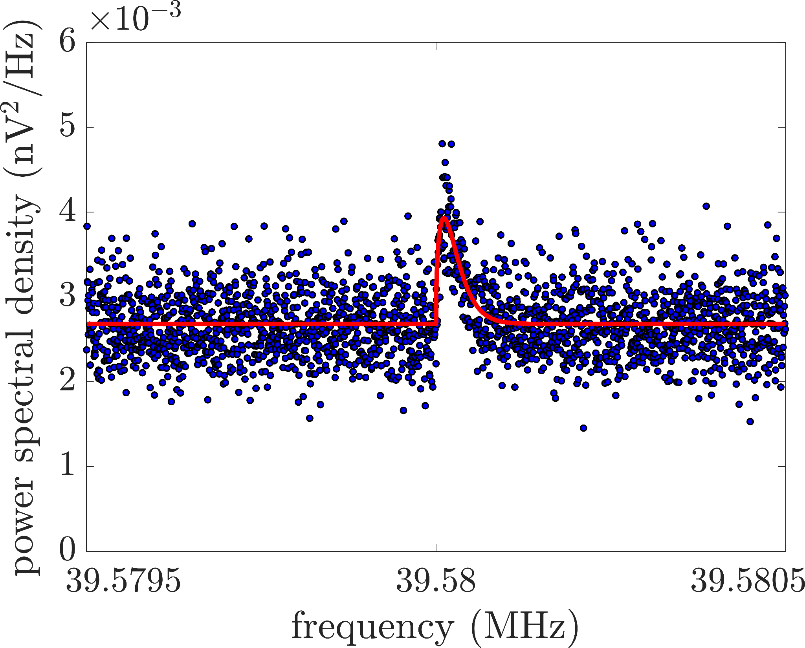 ×10⁻³
6
5
4
3
2
1
0
power spectral density (nV²/Hz)
39.5795 39.58 39.5805
frequency (MHz)